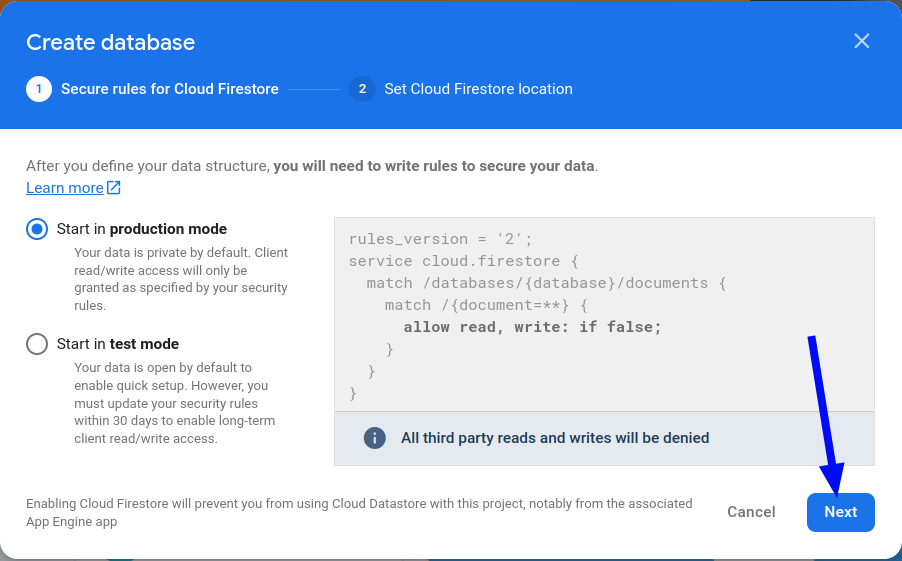 Create database
1 Secure rules for Cloud Firestore 2 Set Cloud Firestore location
After you define your data structure, you will need to write rules to secure your data.
Learn more
Start in production mode
Your data is private by default. Client
read/write access will only be
granted as specified by your security
rules.
Start in test mode
Your data is open by default to
enable quick setup. However, you
must update your security rules
within 30 days to enable long-term
client read/write access.
rules_version = '2';
service cloud.firestore {
  match /databases/{database}/documents {
    match /{document=**} {
      allow read, write: if false;
    }
  }
}
All third party reads and writes will be denied
Enabling Cloud Firestore will prevent you from using Cloud Datastore with this project, notably from the associated
App Engine app
Cancel Next